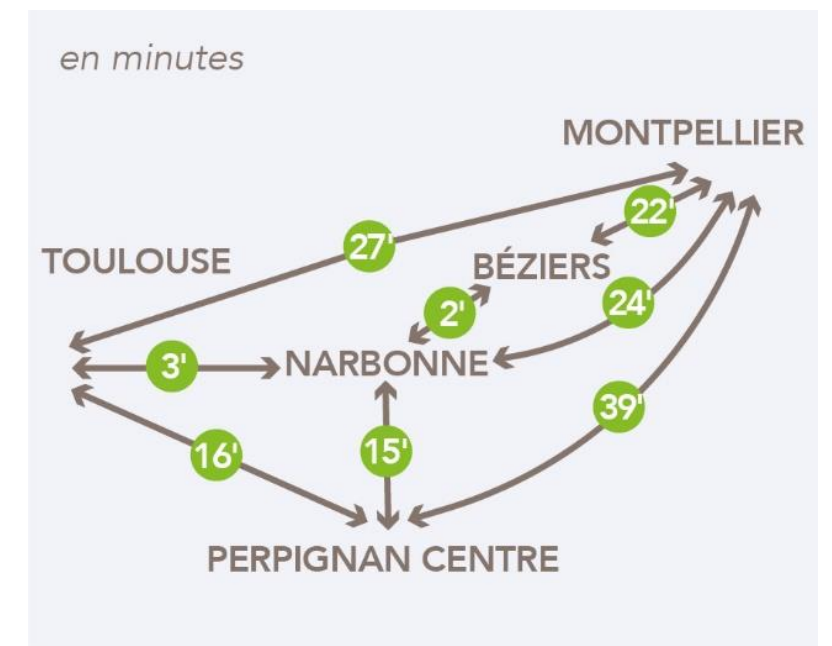 en minutes
MONTPELLIER
22'
27'
TOULOUSE
BÉZIERS
24'
2'
3'
NARBONNE
39'
16'
15'
PERPIGNAN CENTRE